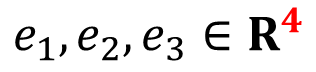 e₁, e₂, e₃ ∈ R⁴